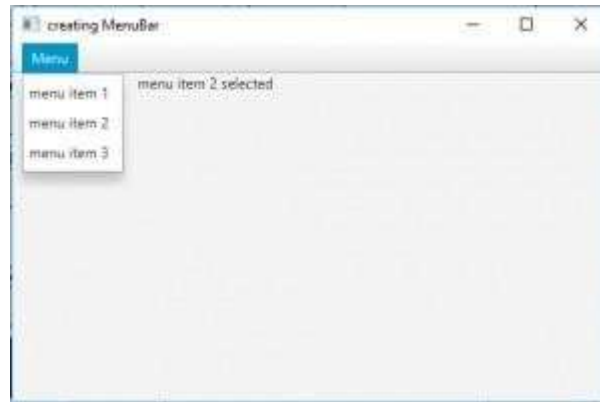 creating MenuBar
Menu
menu item 1
menu item 2 selected
menu item 2
menu item 3